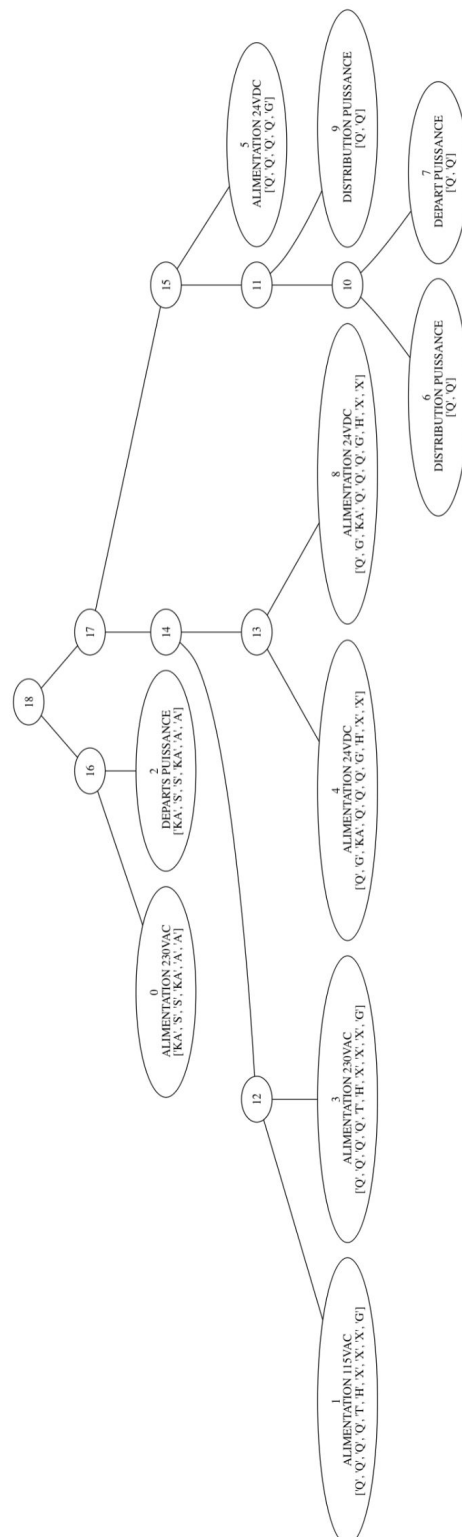 18
16
17
0
ALIMENTATION 230VAC
['KA', 'S', 'S', 'KA', 'A', 'A']
2
DEPARTS PUISSANCE
['KA', 'S', 'S', 'KA', 'A', 'A']
14
15
12
13
11
5
ALIMENTATION 24VDC
['Q', 'Q', 'Q', 'Q', 'G']
1
ALIMENTATION 115VAC
['Q', 'Q', 'Q', 'Q', 'T', 'H', 'X', 'X', 'X', 'G']
3
ALIMENTATION 230VAC
['Q', 'Q', 'Q', 'Q', 'T', 'H', 'X', 'X', 'X', 'G']
4
ALIMENTATION 24VDC
['Q', 'G', 'KA', 'Q', 'Q', 'Q', 'G', 'H', 'X', 'X']
8
ALIMENTATION 24VDC
['Q', 'G', 'KA', 'Q', 'Q', 'Q', 'G', 'H', 'X', 'X']
10
9
DISTRIBUTION PUISSANCE
['Q', 'Q']
6
DISTRIBUTION PUISSANCE
['Q', 'Q']
7
DEPART PUISSANCE
['Q', 'Q']